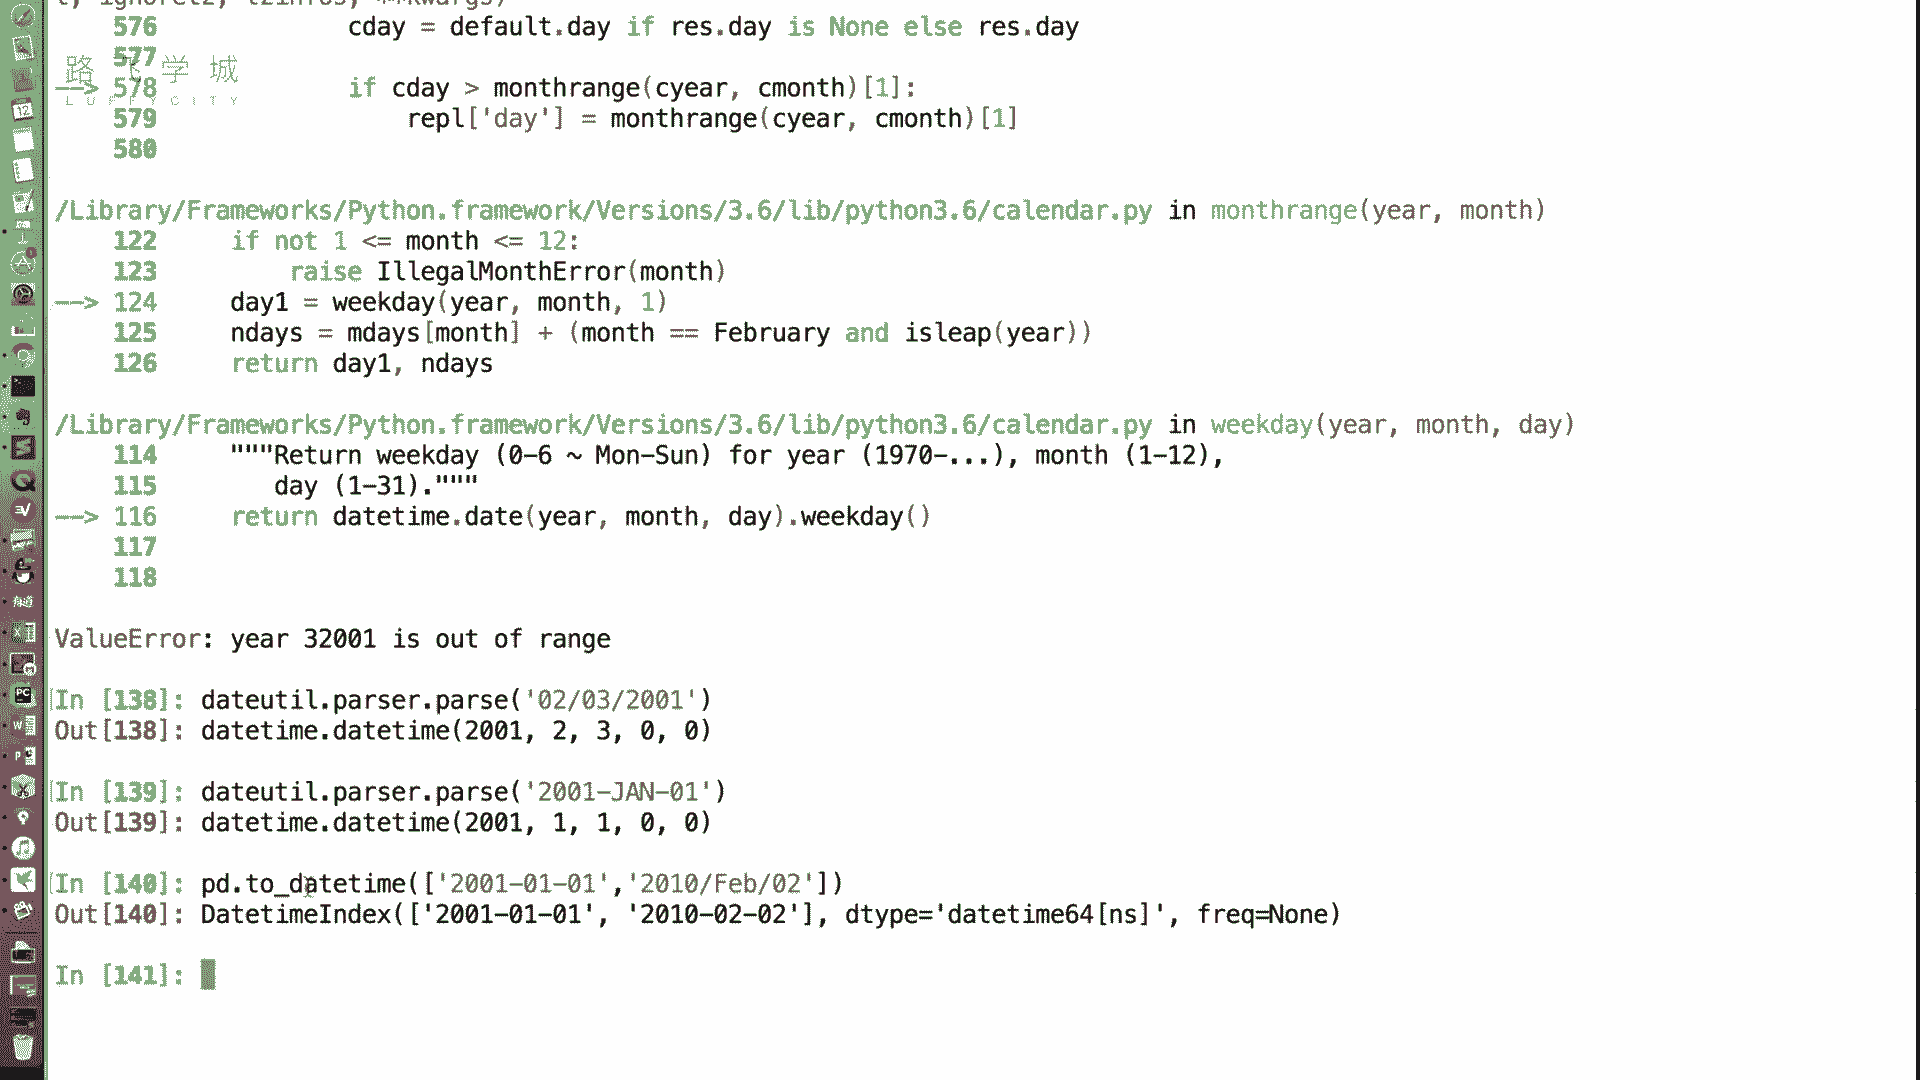 576             cday = default.day if res.day is None else res.day
577
路飞学城
--> 578             if cday > monthrange(cyear, cmonth)[1]:
LUFFYCITY
579                 repl['day'] = monthrange(cyear, cmonth)[1]
580
/Library/Frameworks/Python.framework/Versions/3.6/lib/python3.6/calendar.py in monthrange(year, month)
122     if not 1 <= month <= 12:
123         raise IllegalMonthError(month)
--> 124     day1 = weekday(year, month, 1)
125     ndays = mdays[month] + (month == February and isleap(year))
126     return day1, ndays
/Library/Frameworks/Python.framework/Versions/3.6/lib/python3.6/calendar.py in weekday(year, month, day)
114     """Return weekday (0-6 ~ Mon-Sun) for year (1970-...), month (1-12),
115        day (1-31)."""
--> 116     return datetime.date(year, month, day).weekday()
117
118
ValueError: year 32001 is out of range
In [138]: dateutil.parser.parse('02/03/2001')
Out[138]: datetime.datetime(2001, 2, 3, 0, 0)
In [139]: dateutil.parser.parse('2001-JAN-01')
Out[139]: datetime.datetime(2001, 1, 1, 0, 0)
In [140]: pd.to_datetime(['2001-01-01','2010/Feb/02'])
Out[140]: DatetimeIndex(['2001-01-01', '2010-02-02'], dtype='datetime64[ns]', freq=None)
In [141]: